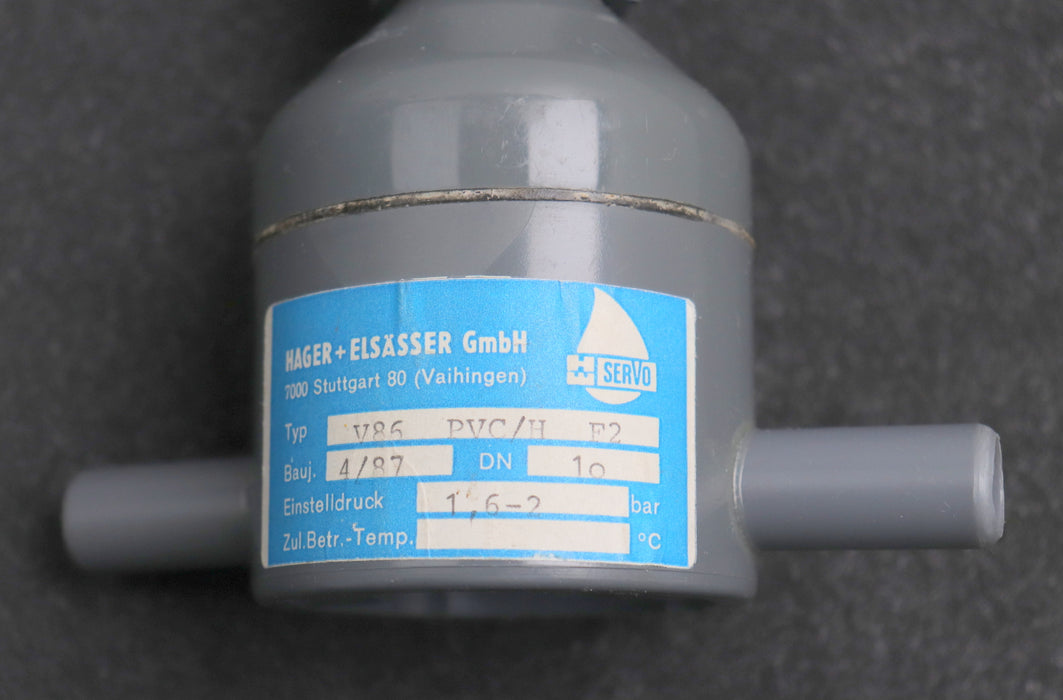 HAGER + ELSÄSSER GmbH
7000 Stuttgart 80 (Vaihingen)
SERVO
Typ V86 PVC/H F2
Bauj. 4/87 DN 1o
Einstelldruck 1,6-2 bar
Zul.Betr.-Temp. °C